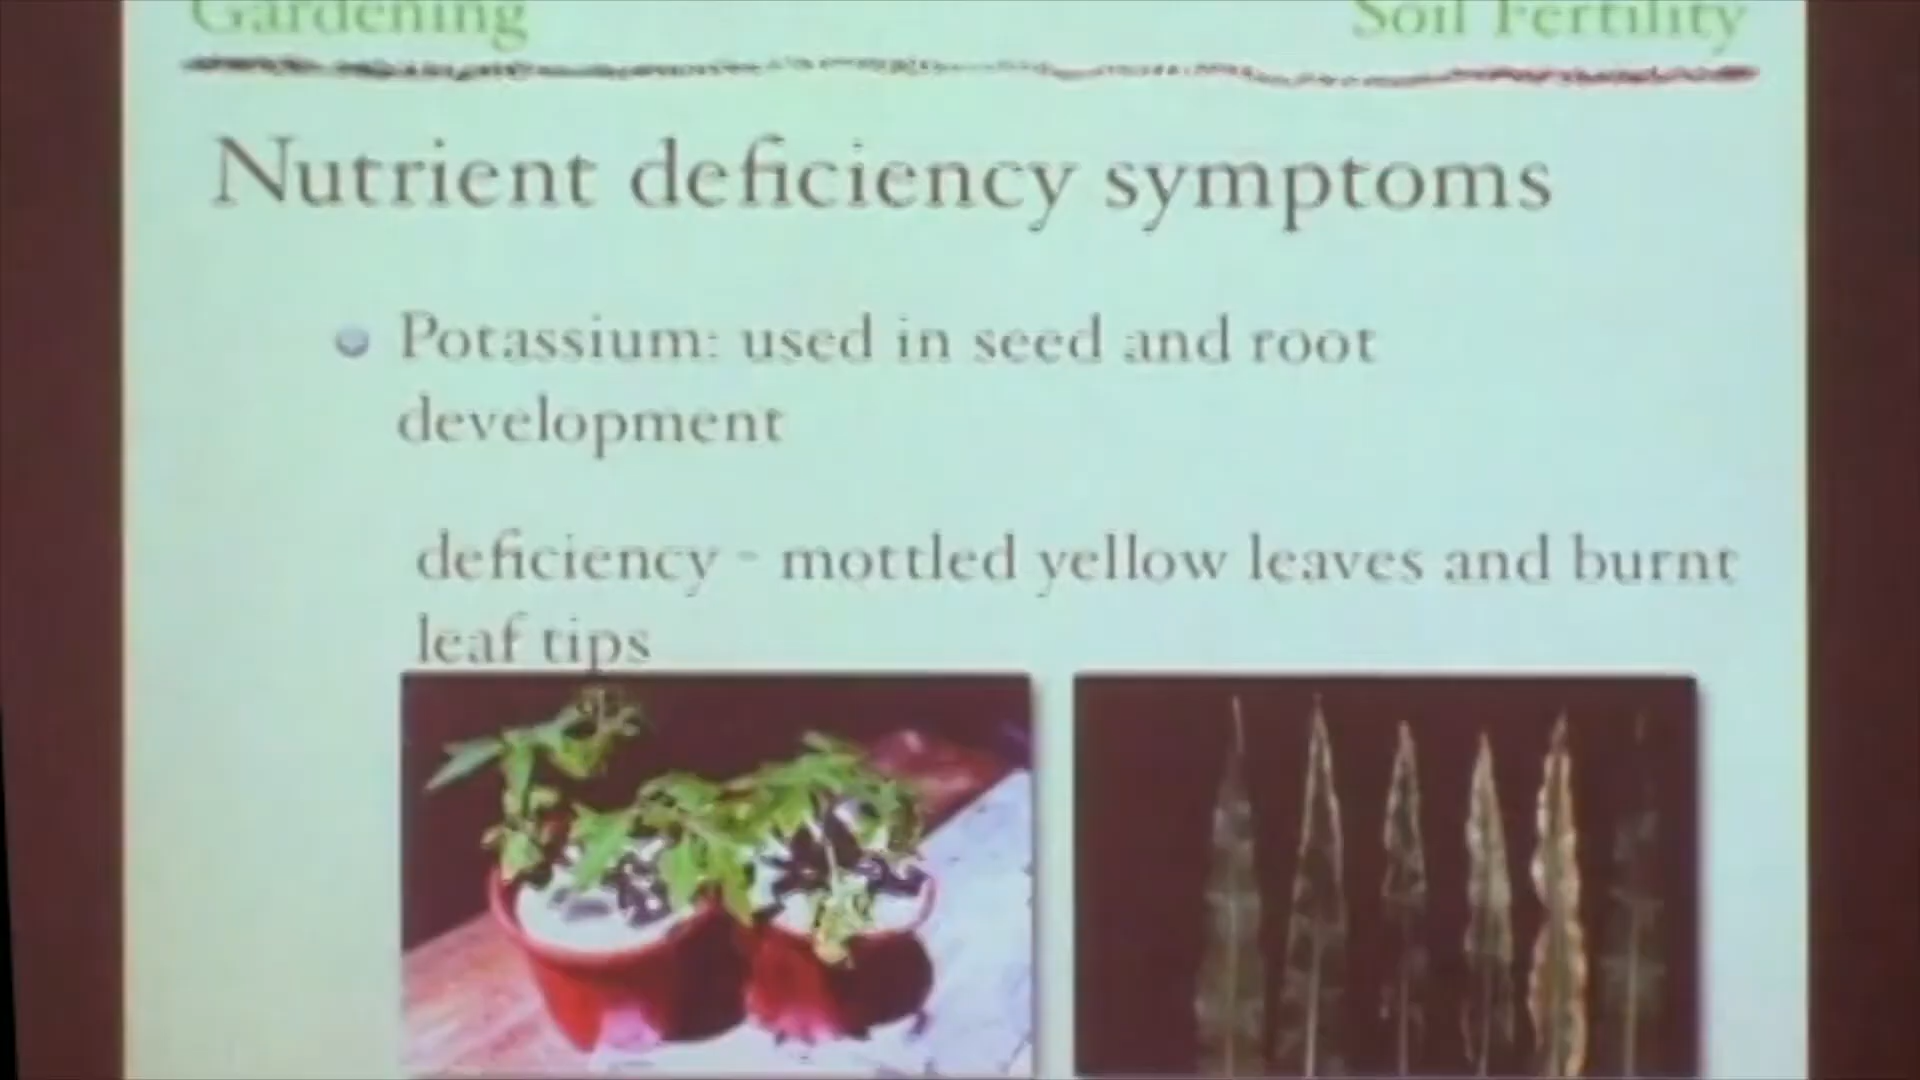 Gardening Soil Fertility
Nutrient deficiency symptoms
Potassium: used in seed and root
development
deficiency - mottled yellow leaves and burnt
leaf tips